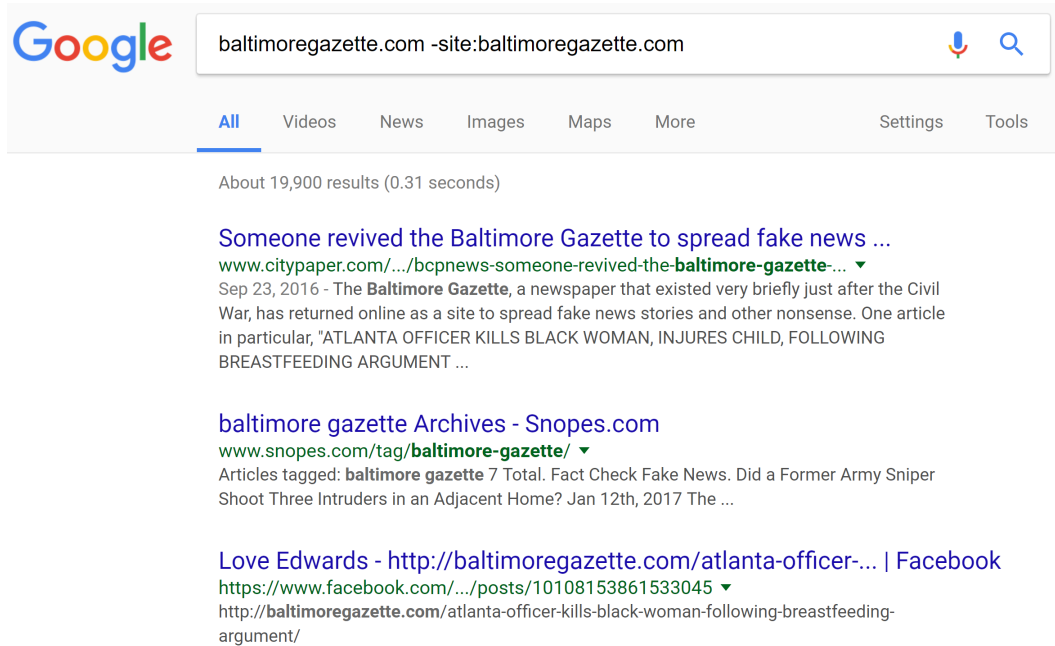 Google
baltimoregazette.com -site:baltimoregazette.com
All Videos News Images Maps More Settings Tools
About 19,900 results (0.31 seconds)
Someone revived the Baltimore Gazette to spread fake news ...
www.citypaper.com/.../bcpnews-someone-revived-the-baltimore-gazette-...
Sep 23, 2016 - The Baltimore Gazette, a newspaper that existed very briefly just after the Civil
War, has returned online as a site to spread fake news stories and other nonsense. One article
in particular, "ATLANTA OFFICER KILLS BLACK WOMAN, INJURES CHILD, FOLLOWING
BREASTFEEDING ARGUMENT ...
baltimore gazette Archives - Snopes.com
www.snopes.com/tag/baltimore-gazette/
Articles tagged: baltimore gazette 7 Total. Fact Check Fake News. Did a Former Army Sniper
Shoot Three Intruders in an Adjacent Home? Jan 12th, 2017 The ...
Love Edwards - http://baltimoregazette.com/atlanta-officer-... | Facebook
https://www.facebook.com/.../posts/10108153861533045
http://baltimoregazette.com/atlanta-officer-kills-black-woman-following-breastfeeding-
argument/